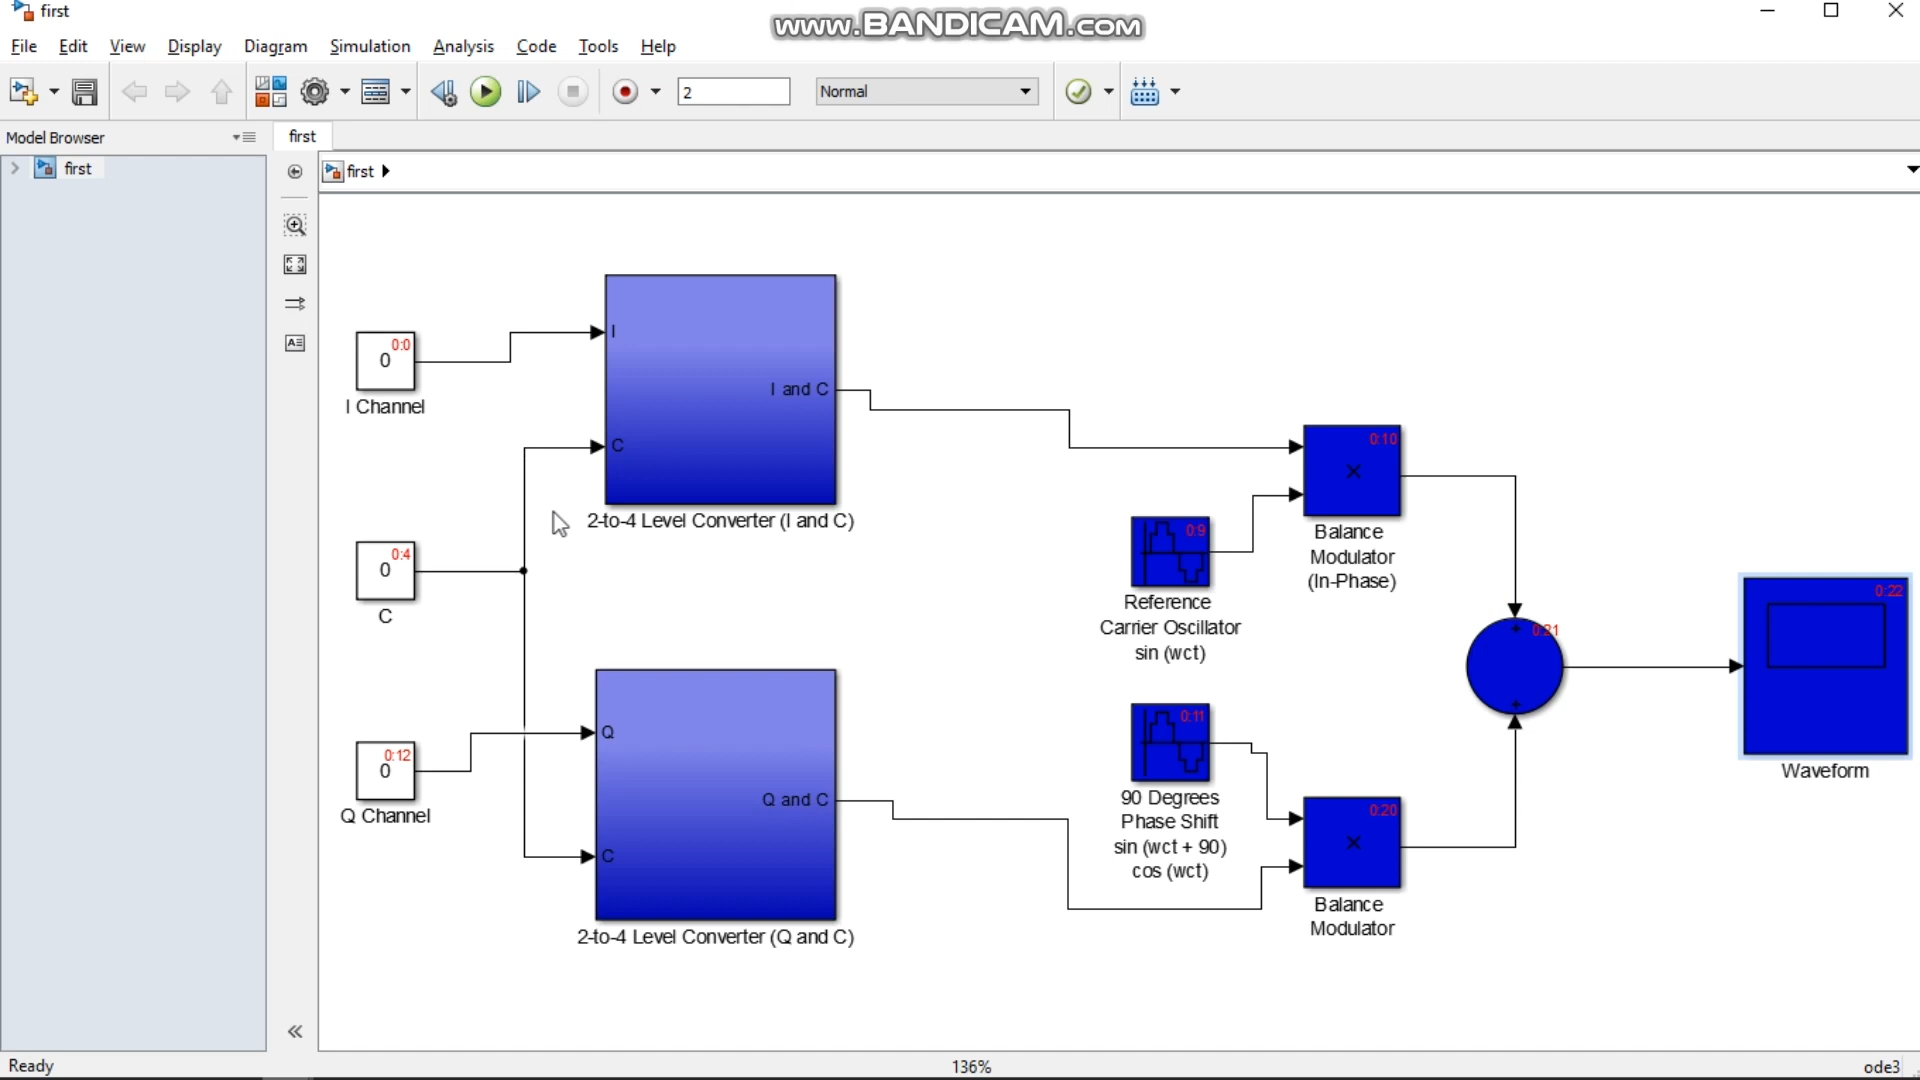 first
www.BANDICAM.com
File Edit View Display Diagram Simulation Analysis Code Tools Help
2
Normal
Model Browser
first
first
first
0:0
0
I Channel
I
I and C
C
2-to-4 Level Converter (I and C)
0:4
0
C
0:12
0
Q Channel
Q
Q and C
C
2-to-4 Level Converter (Q and C)
0:9
Reference
Carrier Oscillator
sin (wct)
0:10
×
Balance
Modulator
(In-Phase)
0:11
90 Degrees
Phase Shift
sin (wct + 90)
cos (wct)
0:20
×
Balance
Modulator
+
0:21
+
0:22
Waveform
Ready
136%
ode3